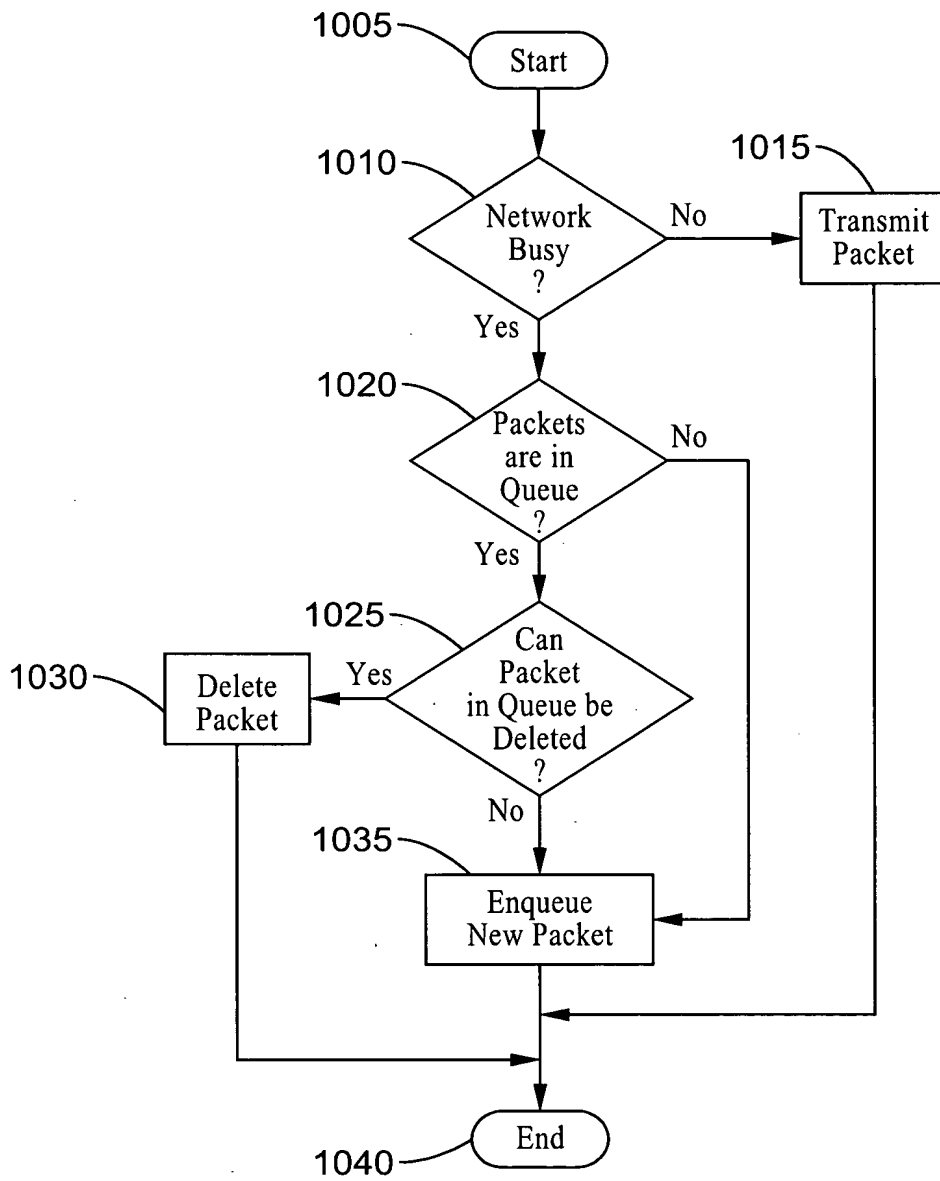 1005
Start
1010
Network
Busy
?
No
1015
Transmit
Packet
Yes
1020
Packets
are in
Queue
?
No
Yes
1025
Can
Packet
in Queue be
Deleted
?
Yes
1030
Delete
Packet
No
1035
Enqueue
New Packet
End
1040